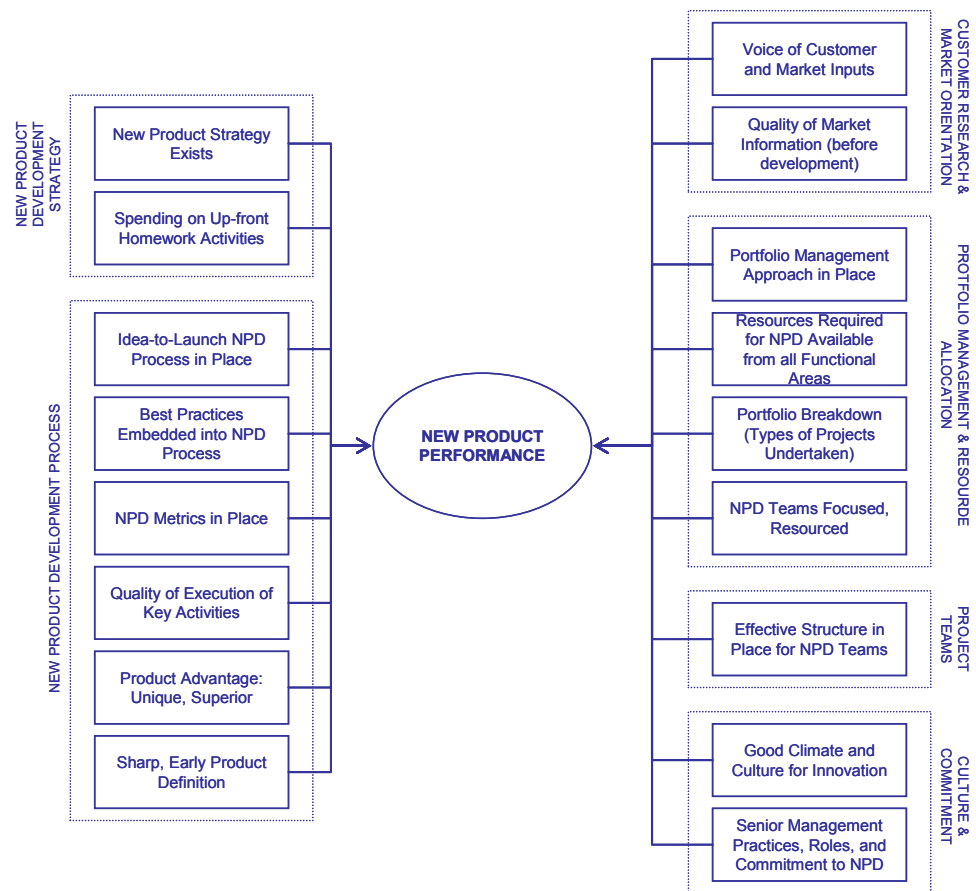 NEW PRODUCT
DEVELOPMENT
STRATEGY
New Product Strategy
Exists
Spending on Up-front
Homework Activities
NEW PRODUCT DEVELOPMENT PROCESS
Idea-to-Launch NPD
Process in Place
Best Practices
Embedded into NPD
Process
NPD Metrics in Place
Quality of Execution of
Key Activities
Product Advantage:
Unique, Superior
Sharp, Early Product
Definition
NEW PRODUCT
PERFORMANCE
CUSTOMER RESEARCH &
MARKET ORIENTATION
Voice of Customer
and Market Inputs
Quality of Market
Information (before
development)
PROTFOLIO MANAGEMENT & RESOURDE
ALLOCATION
Portfolio Management
Approach in Place
Resources Required
for NPD Available
from all Functional
Areas
Portfolio Breakdown
(Types of Projects
Undertaken)
NPD Teams Focused,
Resourced
PROJECT
TEAMS
Effective Structure in
Place for NPD Teams
CULTURE &
COMMITMENT
Good Climate and
Culture for Innovation
Senior Management
Practices, Roles, and
Commitment to NPD